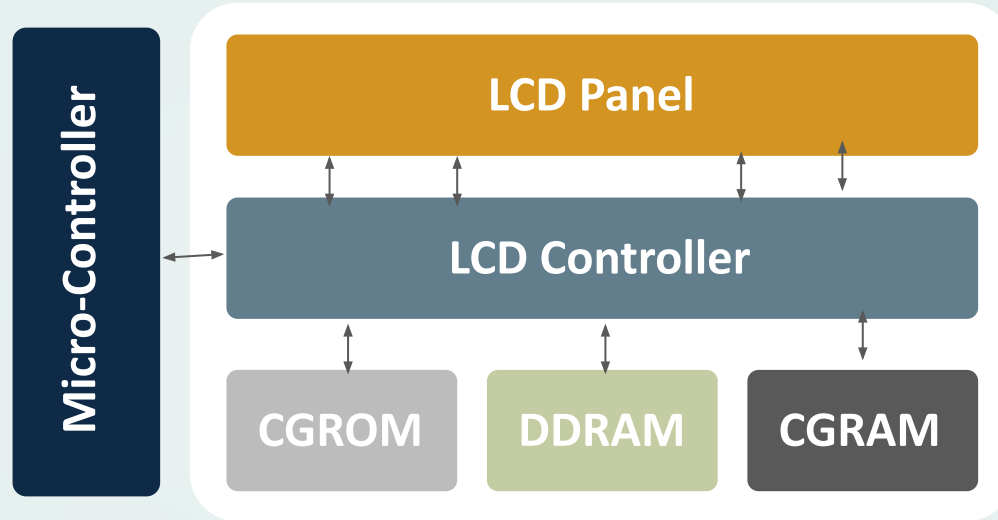 Micro-Controller
LCD Panel
LCD Controller
CGROM
DDRAM
CGRAM